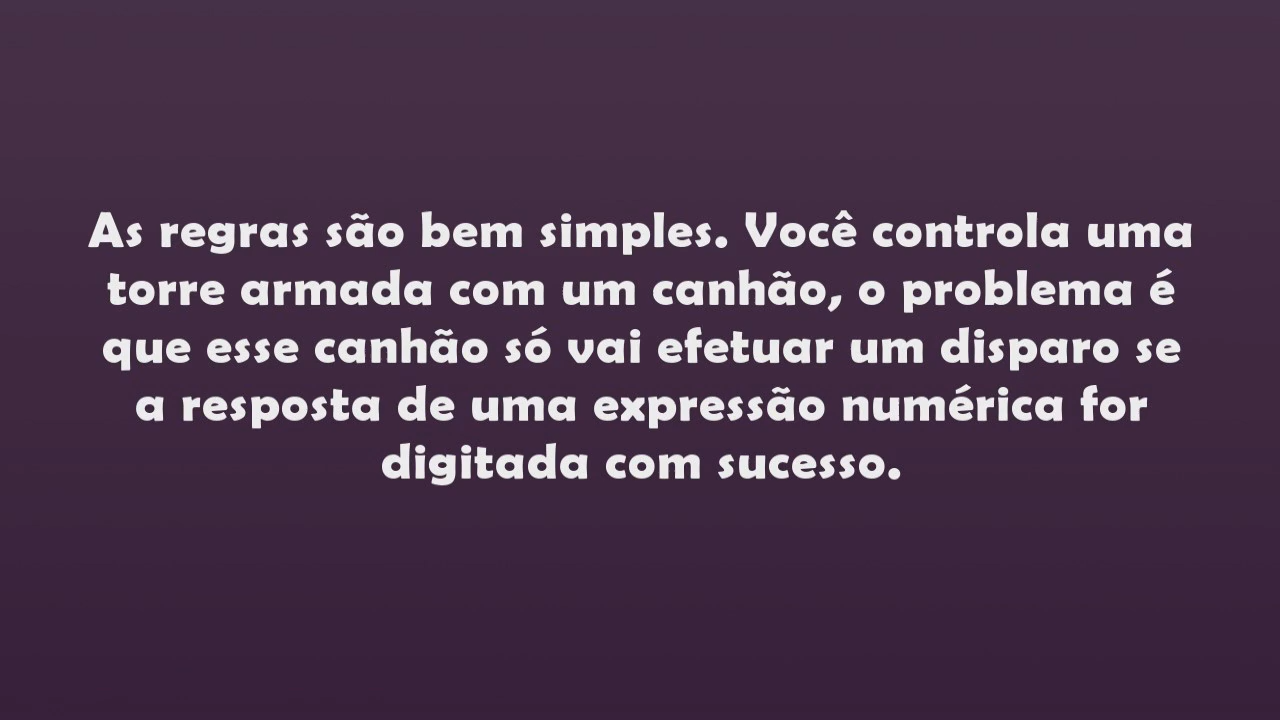 As regras são bem simples. Você controla uma
torre armada com um canhão, o problema é
que esse canhão só vai efetuar um disparo se
a resposta de uma expressão numérica for
digitada com sucesso.